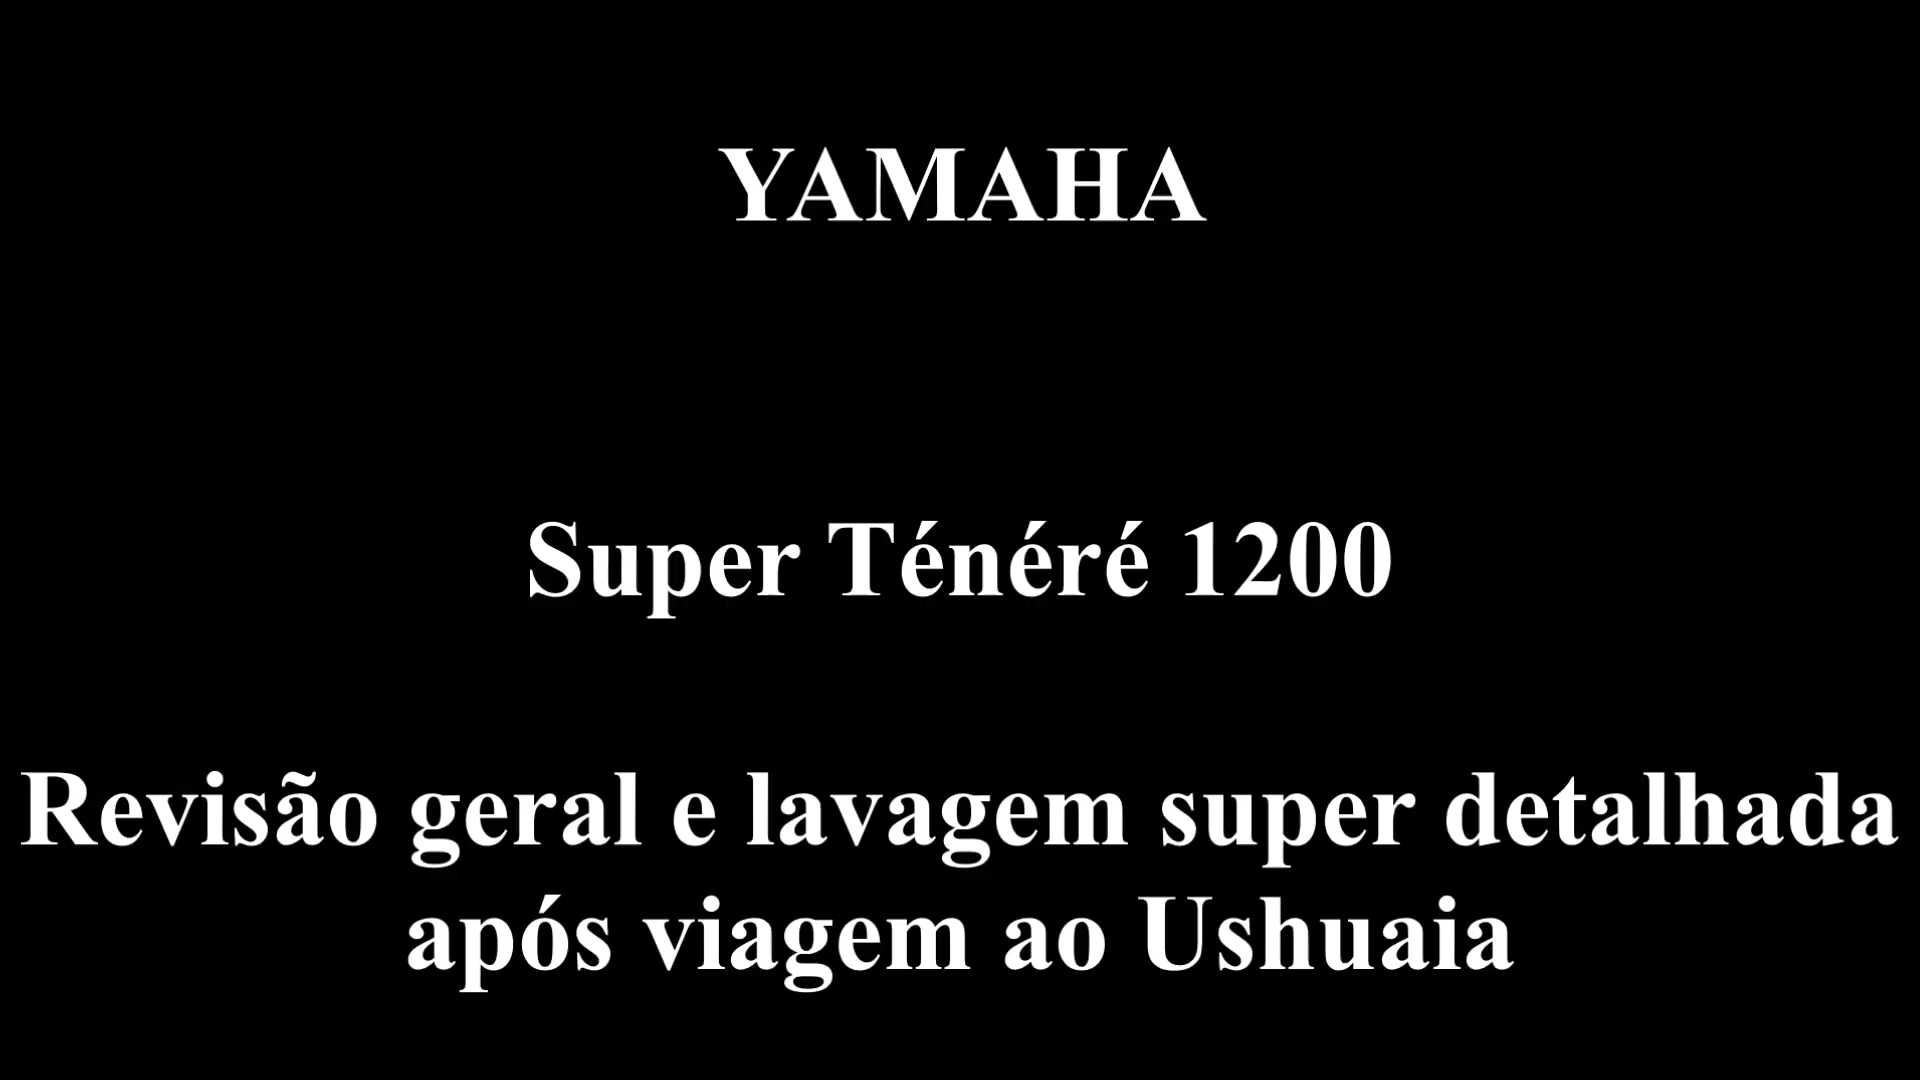 YAMAHA
Super Ténéré 1200
Revisão geral e lavagem super detalhada
após viagem ao Ushuaia